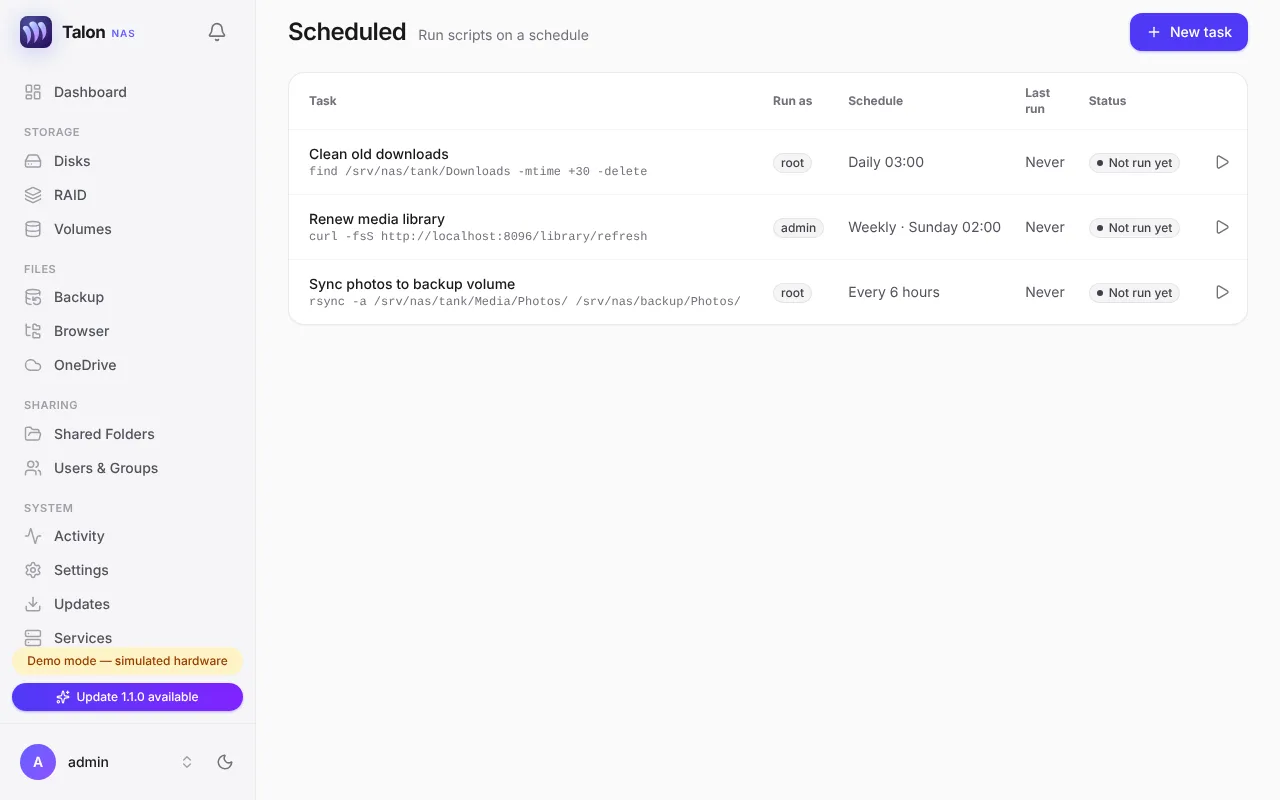 Talon NAS
Dashboard
STORAGE
Disks
RAID
Volumes
FILES
Backup
Browser
OneDrive
SHARING
Shared Folders
Users & Groups
SYSTEM
Activity
Settings
Updates
Services
Demo mode — simulated hardware
Update 1.1.0 available
A admin
Scheduled Run scripts on a schedule
+ New task
Task Run as Schedule Last run Status
Clean old downloads
find /srv/nas/tank/Downloads -mtime +30 -delete
root Daily 03:00 Never Not run yet
Renew media library
curl -fsS http://localhost:8096/library/refresh
admin Weekly · Sunday 02:00 Never Not run yet
Sync photos to backup volume
rsync -a /srv/nas/tank/Media/Photos/ /srv/nas/backup/Photos/
root Every 6 hours Never Not run yet